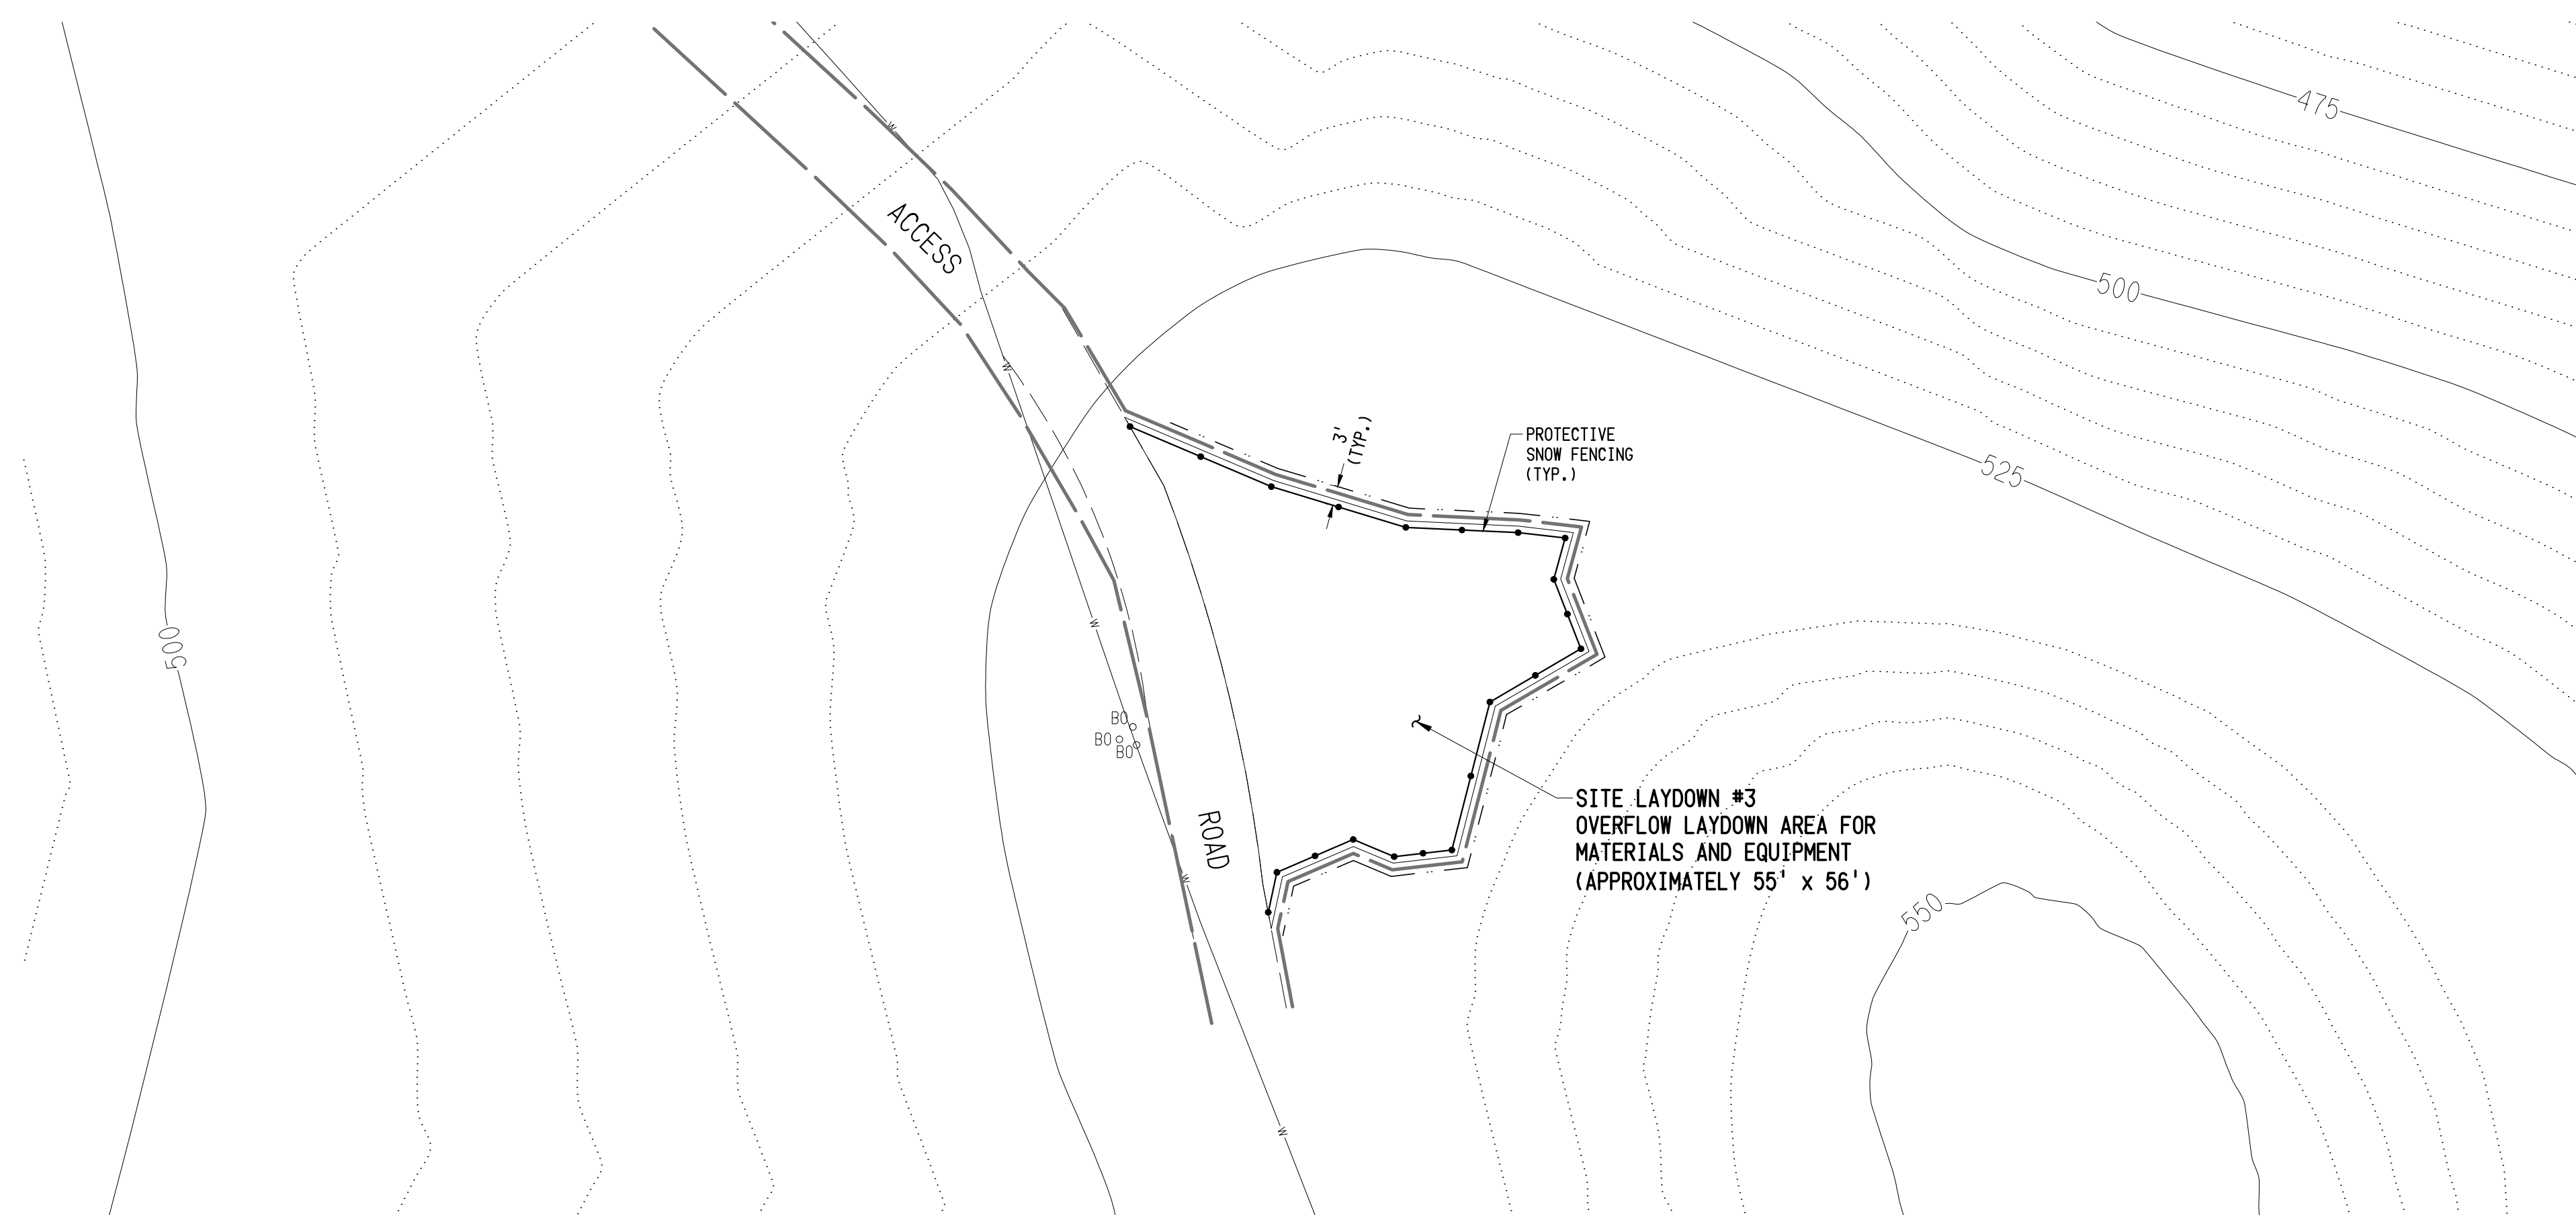 475
ACCESS
500
3'
(TYP.)
PROTECTIVE
SNOW FENCING
(TYP.)
525
500
W
W
W
BO
BO
BO
SITE LAYDOWN #3
OVERFLOW LAYDOWN AREA FOR
MATERIALS AND EQUIPMENT
(APPROXIMATELY 55' x 56')
ROAD
W
550
W